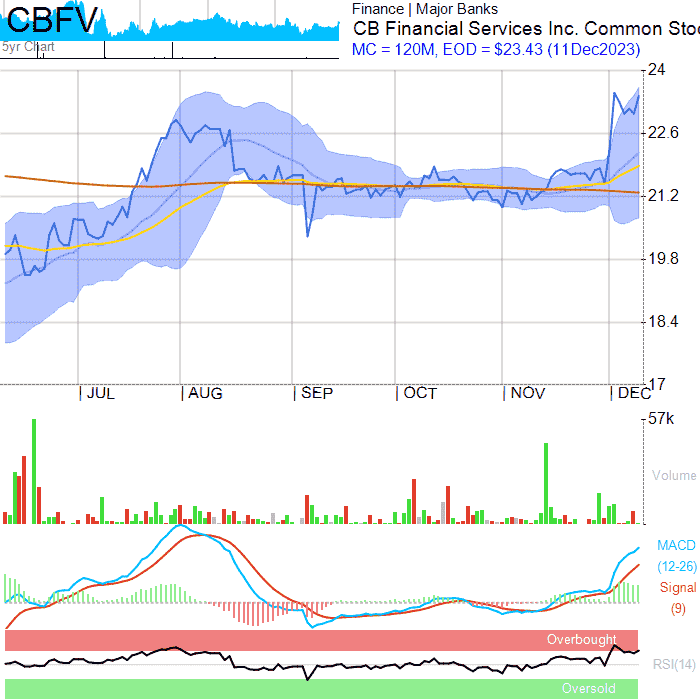 CBFV
5yr Chart
Finance | Major Banks
CB Financial Services Inc. Common Stoc
MC = 120M, EOD = $23.43 (11Dec2023)
24
22.6
21.2
19.8
18.4
17
| JUL | AUG | SEP | OCT | NOV | DEC
57k
Volume
MACD
(12-26)
Signal
(9)
Overbought
RSI(14)
Oversold